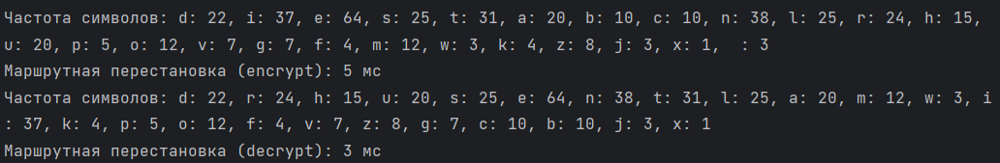 Частота символов: d: 22, i: 37, e: 64, s: 25, t: 31, a: 20, b: 10, c: 10, n: 38, l: 25, r: 24, h: 15,
u: 20, p: 5, o: 12, v: 7, g: 7, f: 4, m: 12, w: 3, k: 4, z: 8, j: 3, x: 1,  : 3
Маршрутная перестановка (encrypt): 5 мс
Частота символов: d: 22, r: 24, h: 15, u: 20, s: 25, e: 64, n: 38, t: 31, l: 25, a: 20, m: 12, w: 3, i
: 37, k: 4, p: 5, o: 12, f: 4, v: 7, z: 8, g: 7, c: 10, b: 10, j: 3, x: 1
Маршрутная перестановка (decrypt): 3 мс